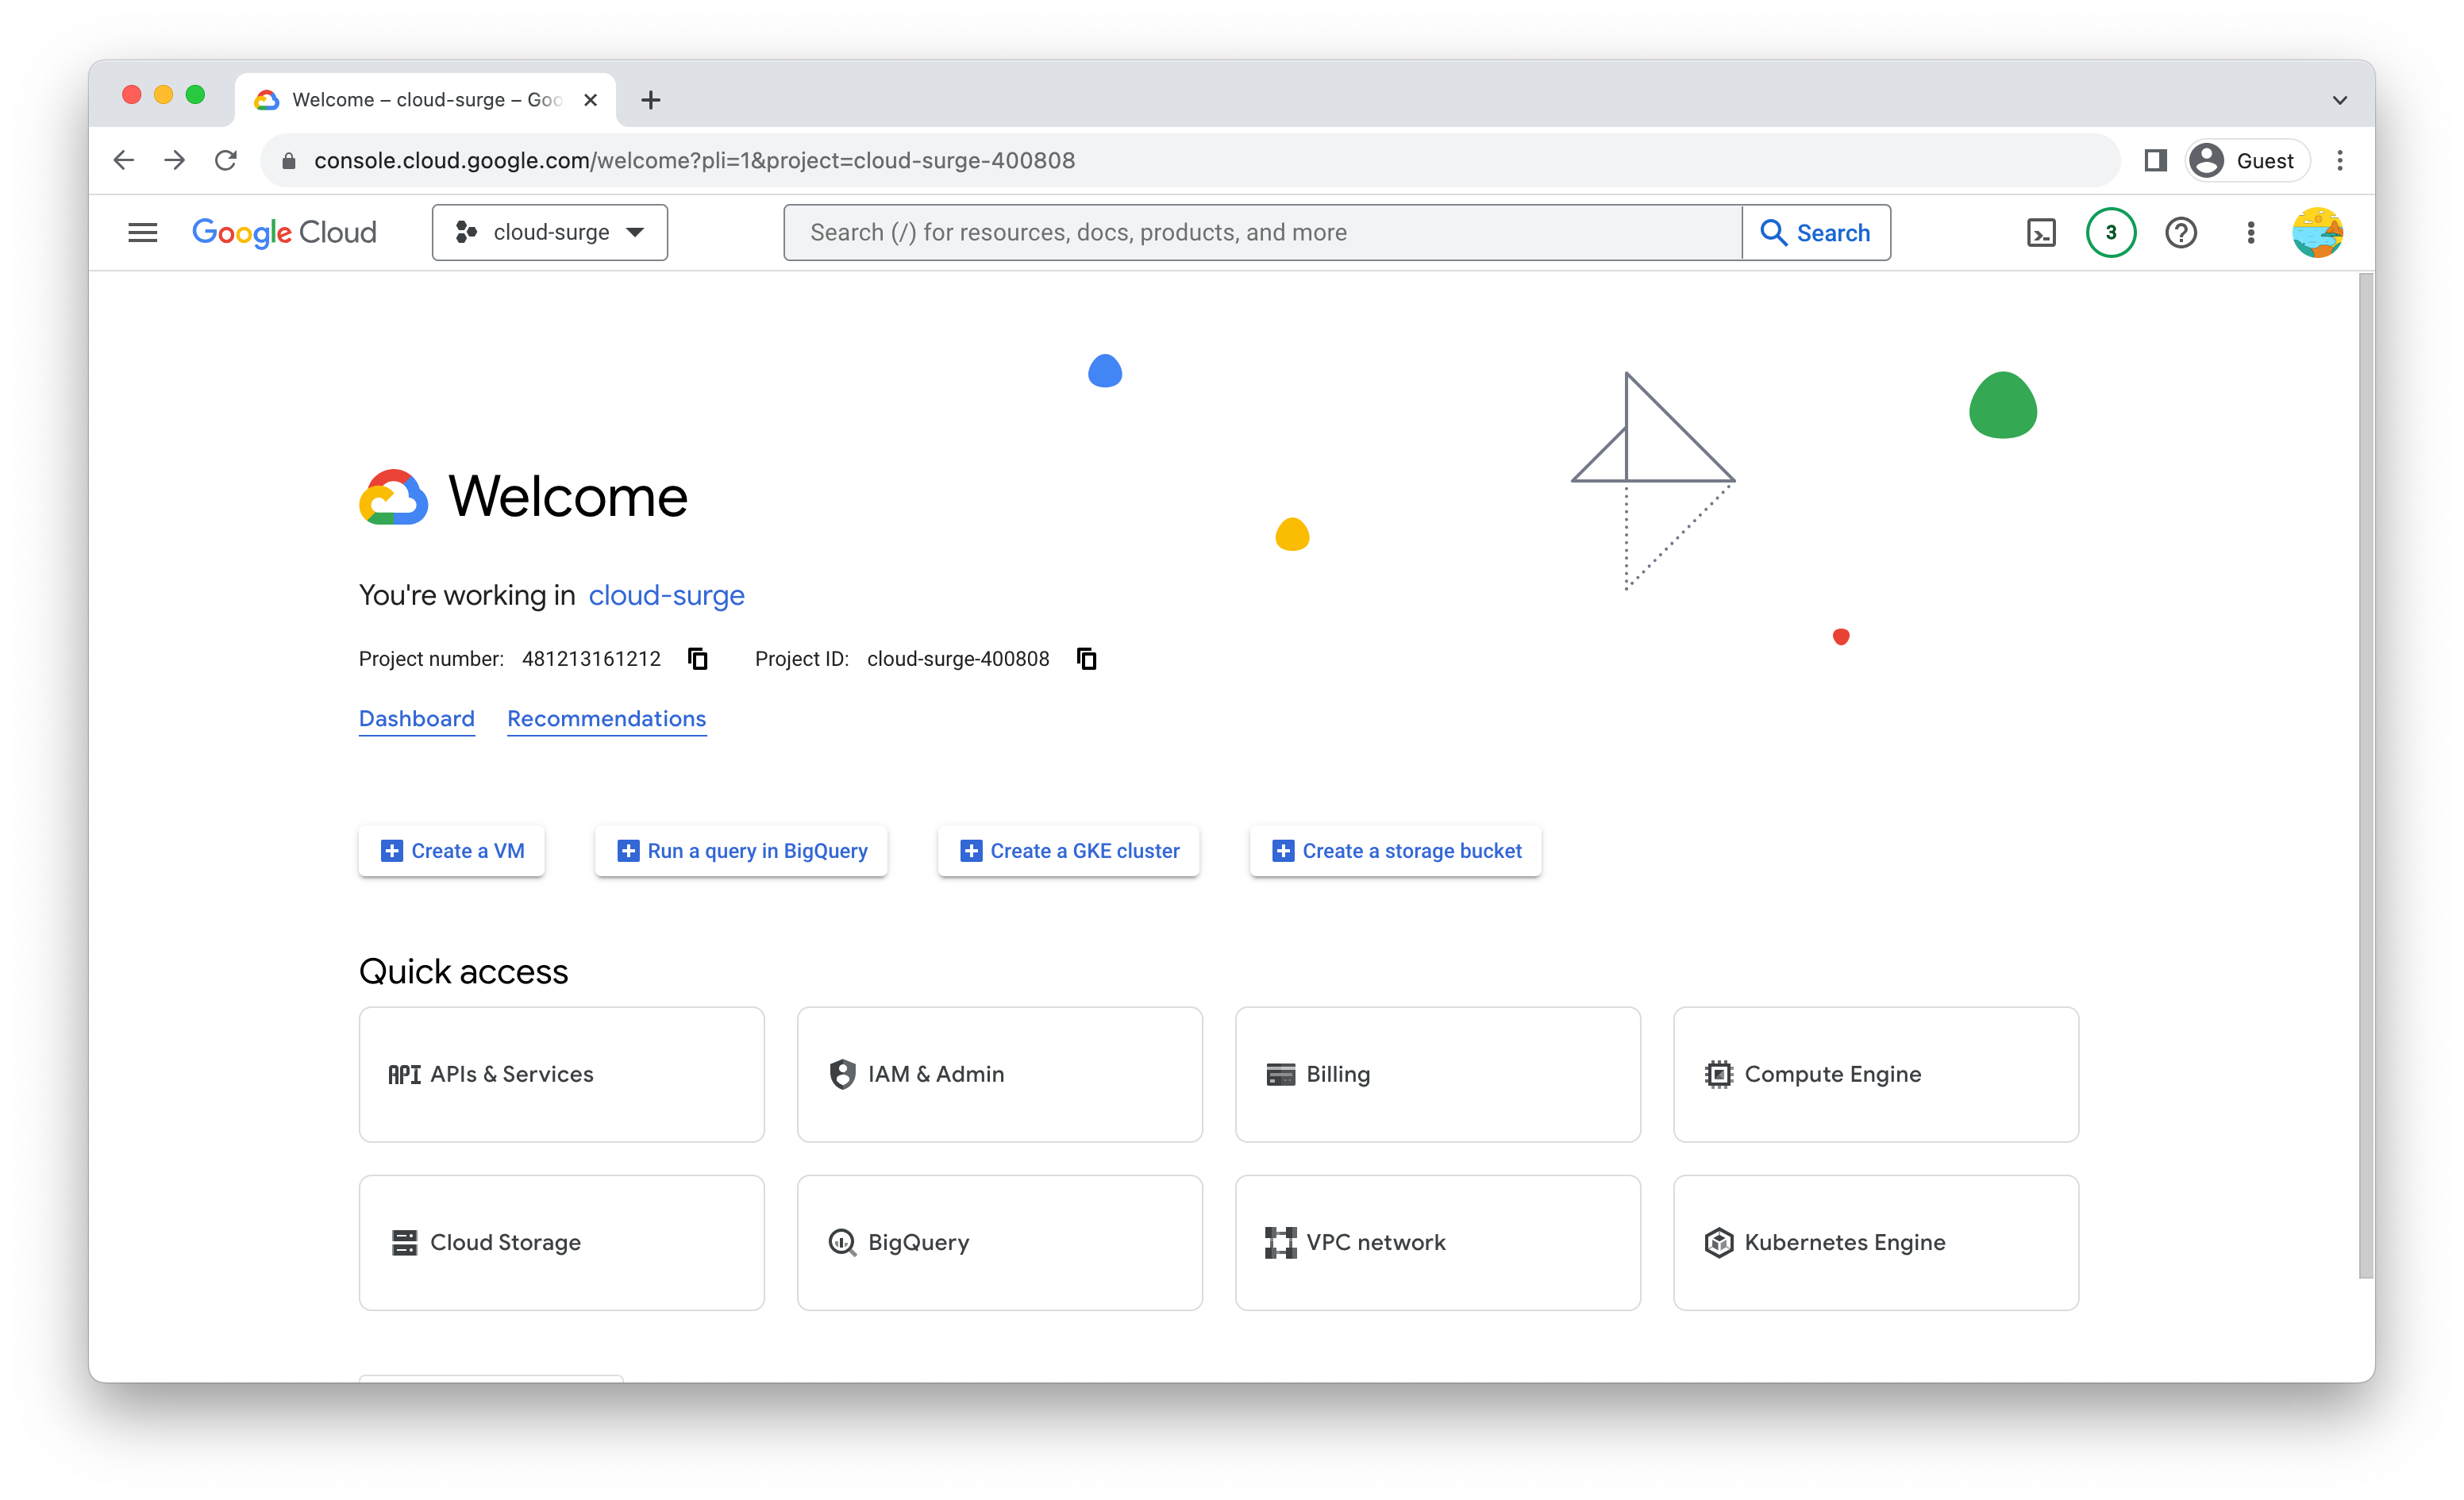 Welcome – cloud-surge – Goo
console.cloud.google.com/welcome?pli=1&project=cloud-surge-400808
Guest
Google Cloud
cloud-surge
Search (/) for resources, docs, products, and more
Search
3
Welcome
You're working in cloud-surge
Project number: 481213161212 Project ID: cloud-surge-400808
Dashboard Recommendations
Create a VM
Run a query in BigQuery
Create a GKE cluster
Create a storage bucket
Quick access
API APIs & Services
IAM & Admin
Billing
Compute Engine
Cloud Storage
BigQuery
VPC network
Kubernetes Engine